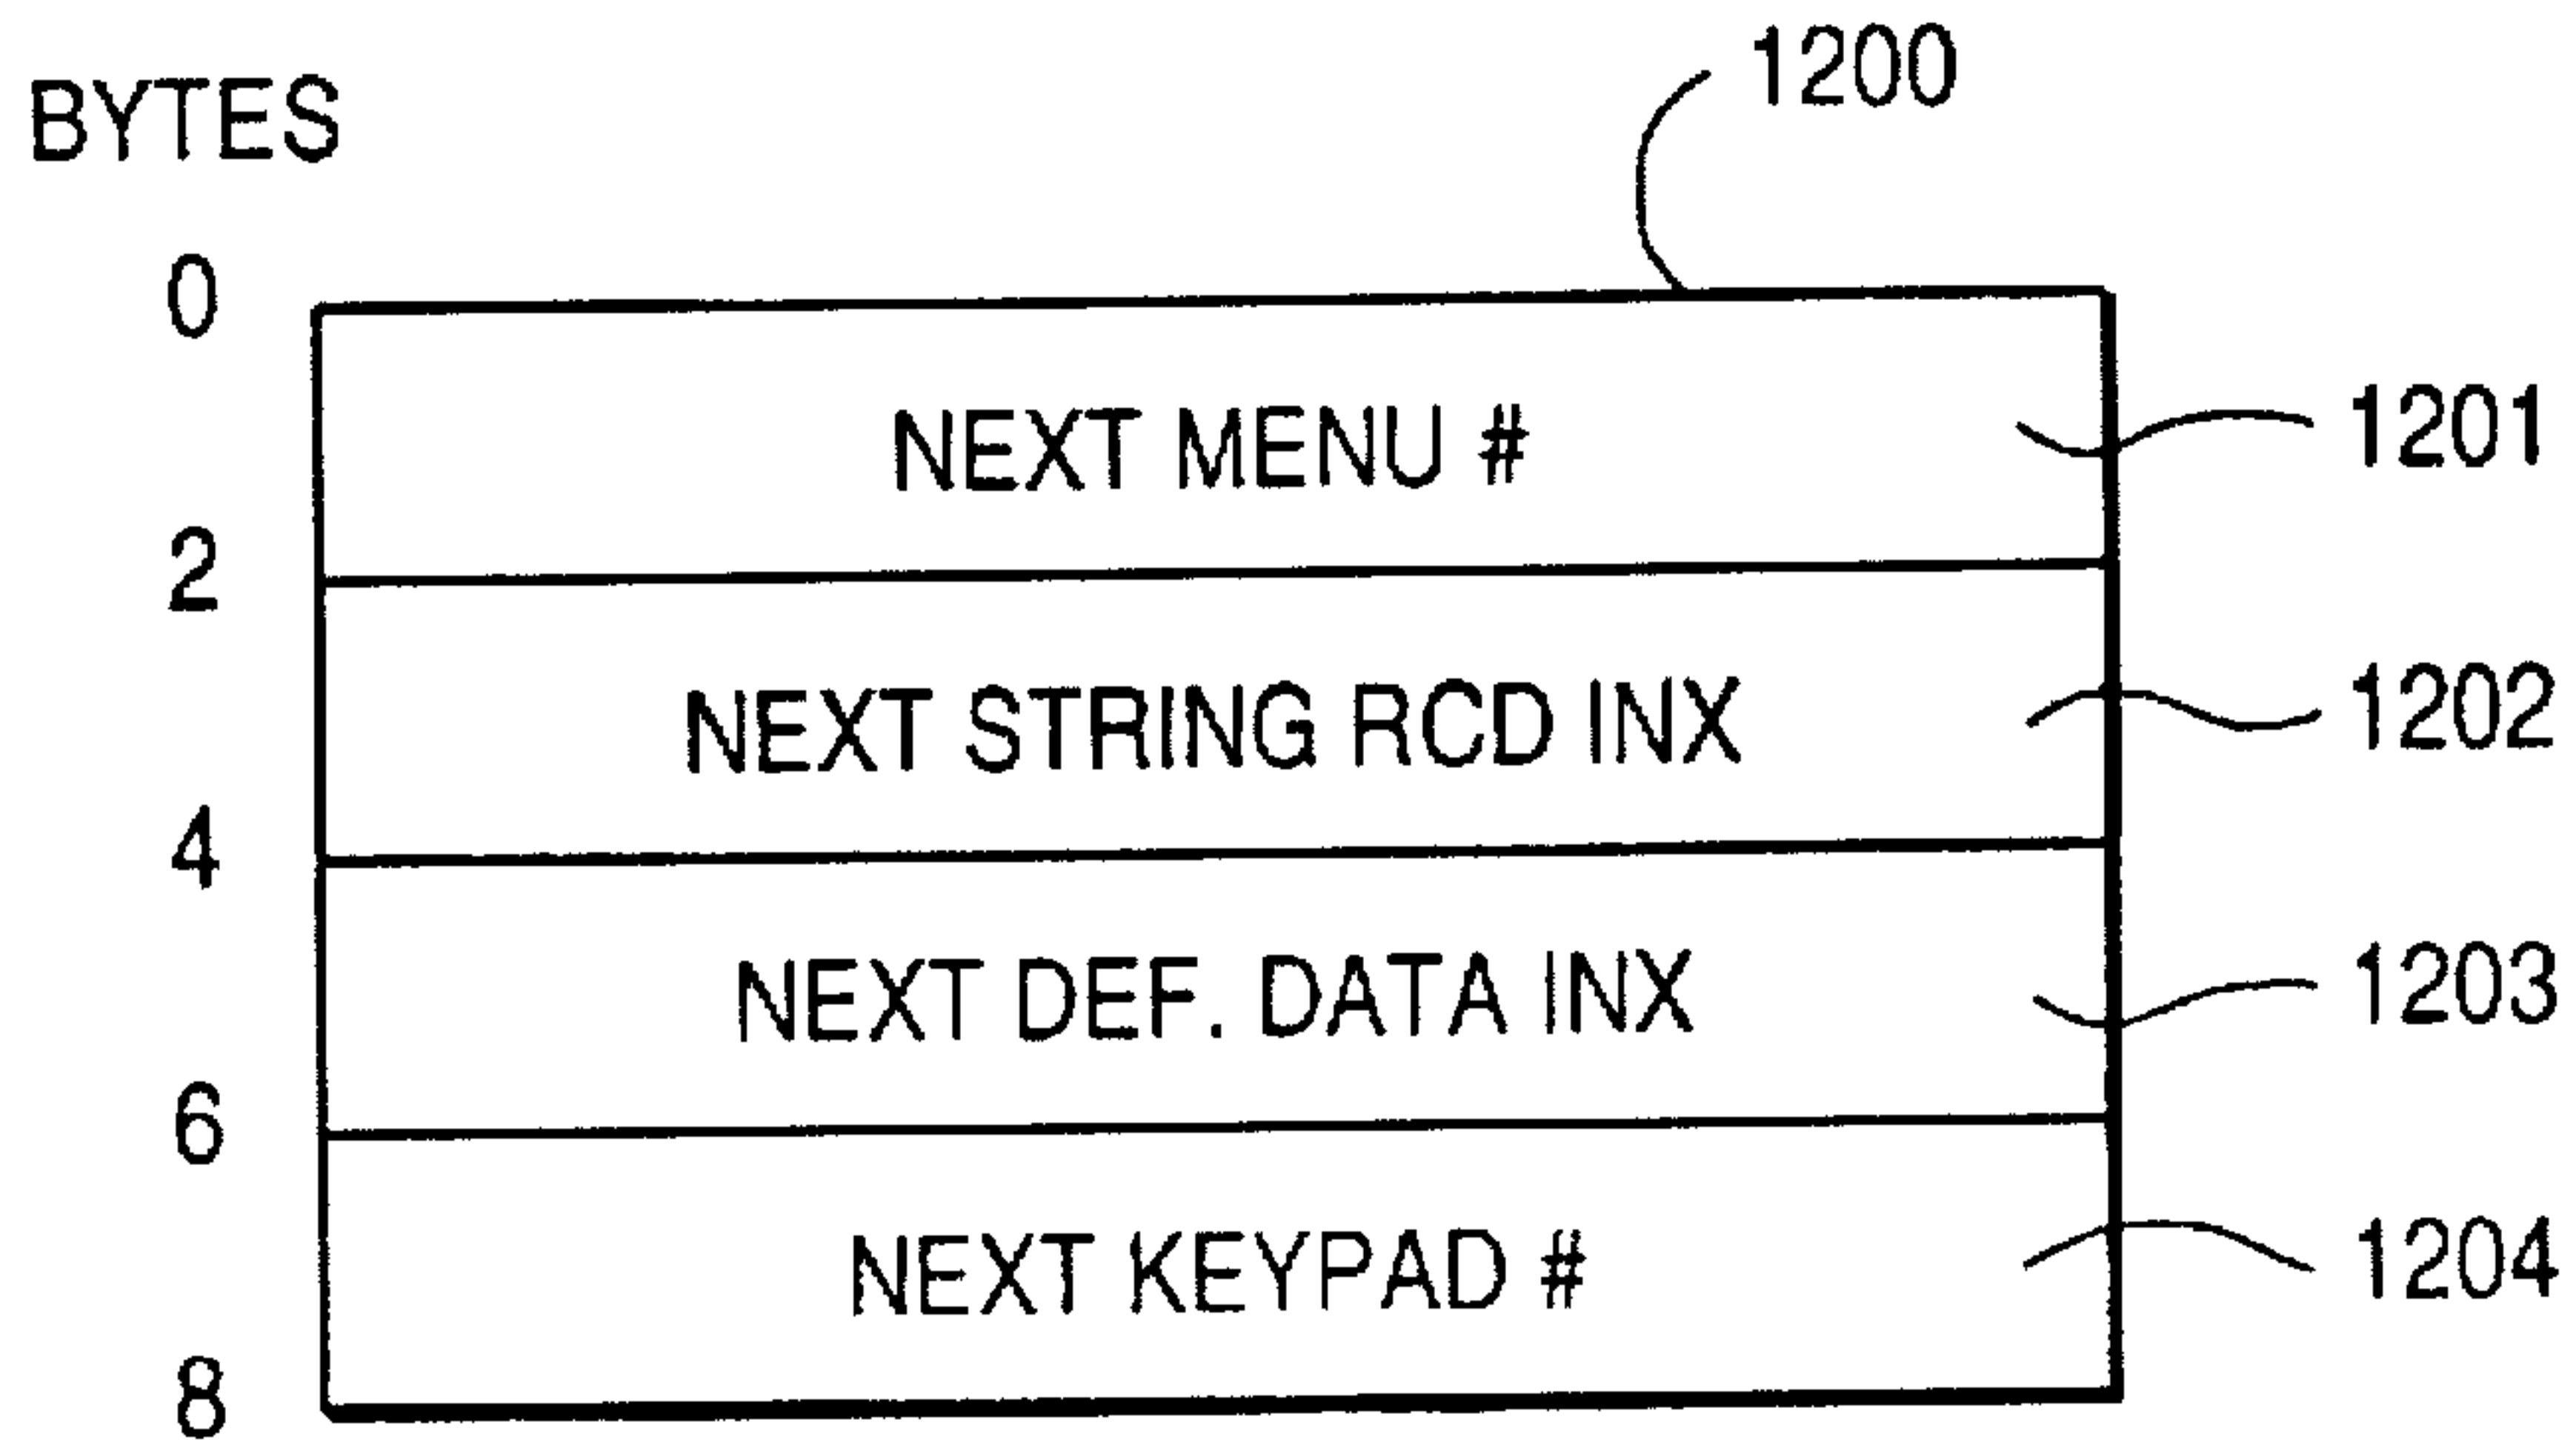 1200
BYTES
0
NEXT MENU # 1201
2
NEXT STRING RCD INX 1202
4
NEXT DEF. DATA INX 1203
6
NEXT KEYPAD # 1204
8